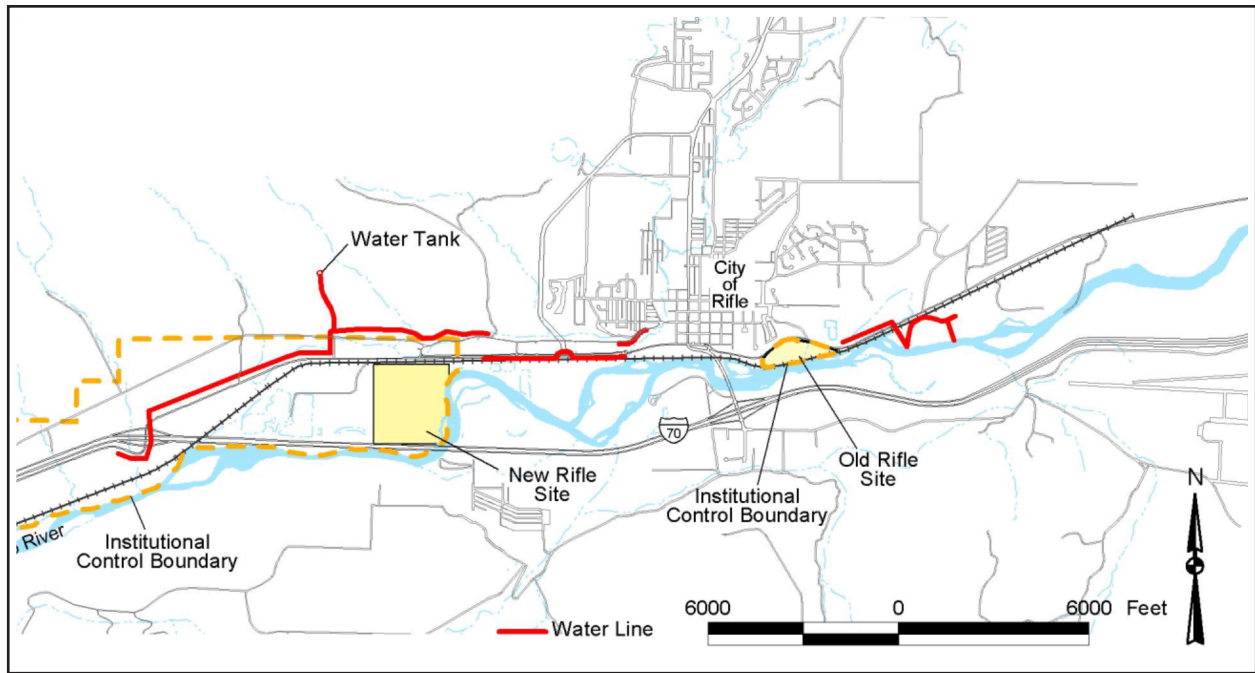 Water Tank
City
of
Rifle
70
New Rifle
Site
Old Rifle
Site
Institutional
Control Boundary
River
Institutional
Control Boundary
N
6000 0 6000 Feet
Water Line